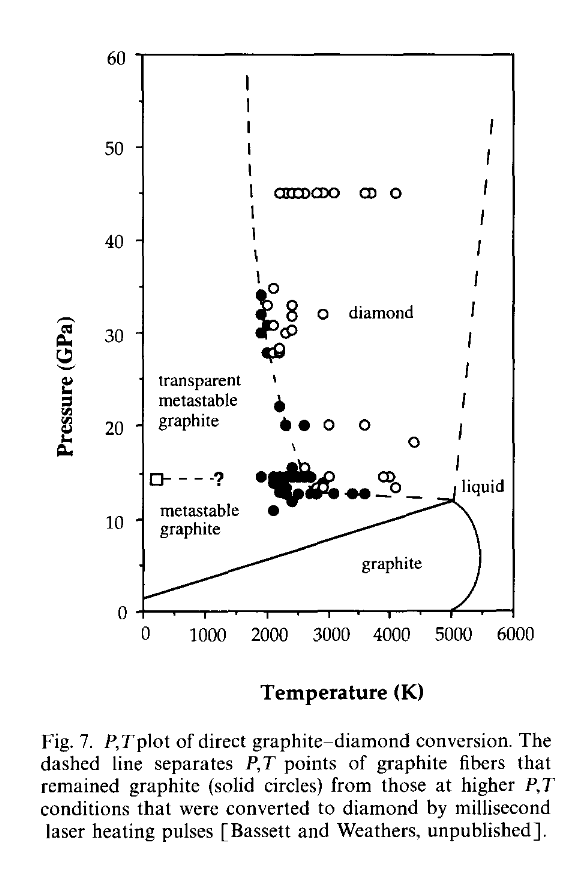 60
50
40
30
20
10
0
Pressure (GPa)
diamond
transparent
metastable
graphite
?
metastable
graphite
liquid
graphite
0 1000 2000 3000 4000 5000 6000
Temperature (K)
Fig. 7. P,T plot of direct graphite–diamond conversion. The
dashed line separates P,T points of graphite fibers that
remained graphite (solid circles) from those at higher P,T
conditions that were converted to diamond by millisecond
laser heating pulses [Bassett and Weathers, unpublished].